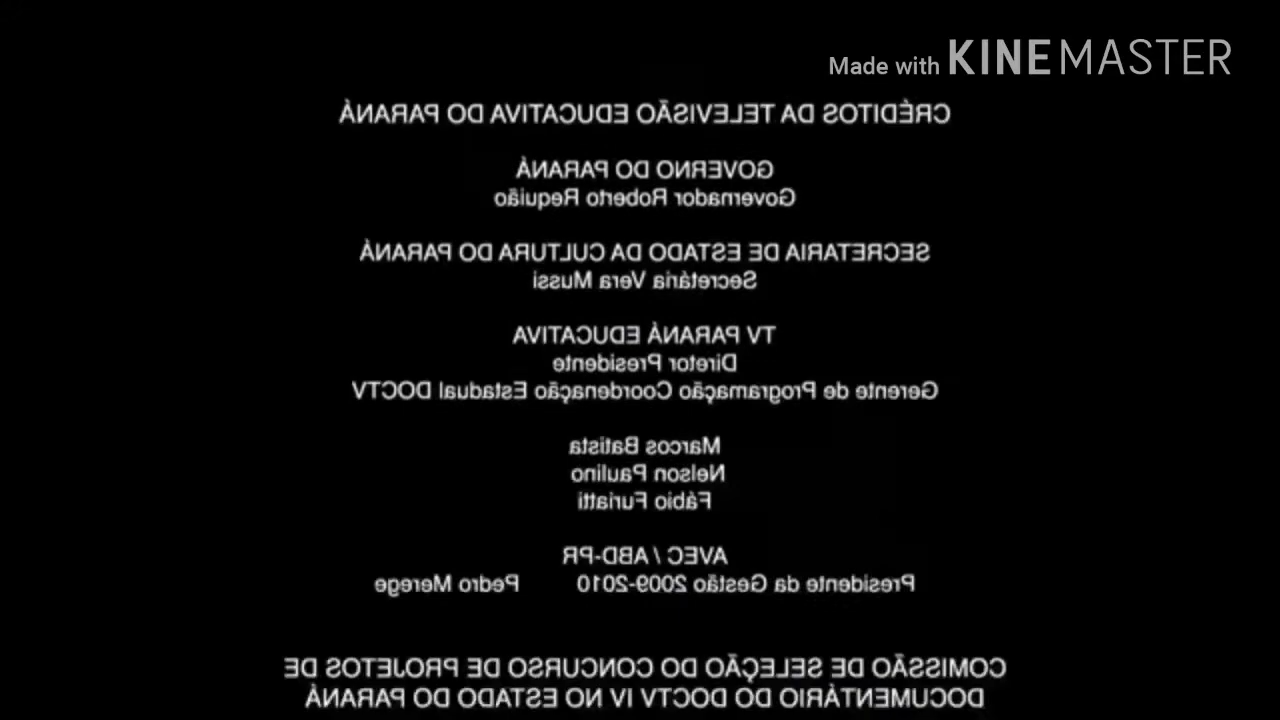 Made with KINEMASTER
CRÉDITOS DA TELEVISÃO EDUCATIVA DO PARANÁ
GOVERNO DO PARANÁ
Governador Roberto Requião
SECRETARIA DE ESTADO DA CULTURA DO PARANÁ
Secretária Vera Mussi
TV PARANÁ EDUCATIVA
Diretor Presidente
Gerente de Programação Coordenação Estadual DOCTV
Marcos Batista
Nelson Paulino
Fábio Furiatti
AVEC / ABD-PR
Presidente da Gestão 2009-2010 Pedro Merege
COMISSÃO DE SELEÇÃO DO CONCURSO DE PROJETOS DE
DOCUMENTÁRIO DO DOCTV IV NO ESTADO DO PARANÁ